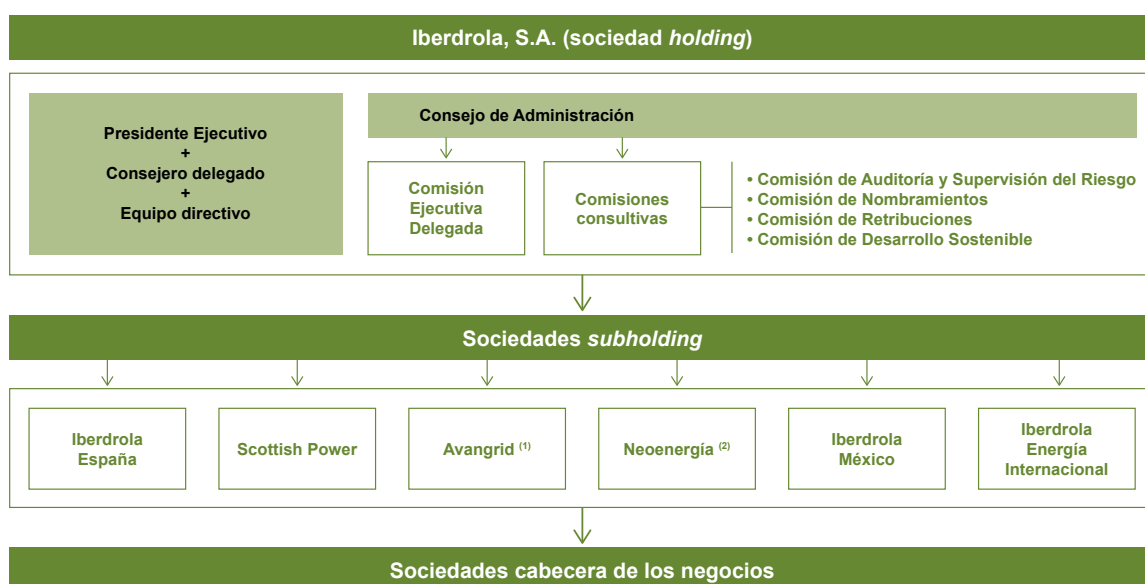 Iberdrola, S.A. (sociedad holding)
Presidente Ejecutivo
+
Consejero delegado
+
Equipo directivo
Consejo de Administración
Comisión
Ejecutiva
Delegada
Comisiones
consultivas
• Comisión de Auditoría y Supervisión del Riesgo
• Comisión de Nombramientos
• Comisión de Retribuciones
• Comisión de Desarrollo Sostenible
Sociedades subholding
Iberdrola
España
Scottish Power
Avangrid (1)
Neoenergía (2)
Iberdrola
México
Iberdrola
Energía
Internacional
Sociedades cabecera de los negocios